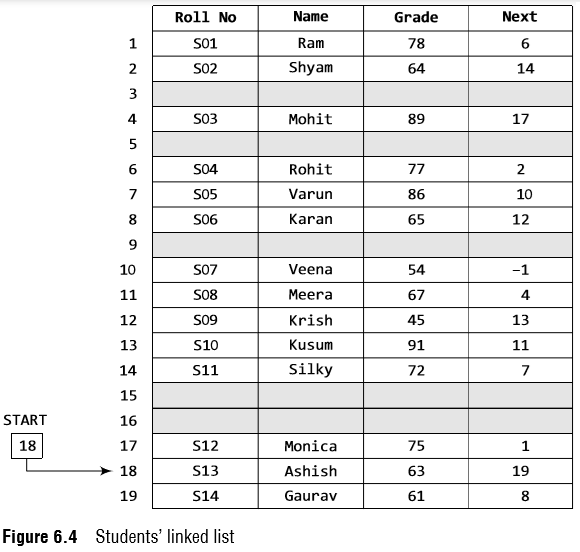 Roll No Name Grade Next
1 S01 Ram 78 6
2 S02 Shyam 64 14
3
4 S03 Mohit 89 17
5
6 S04 Rohit 77 2
7 S05 Varun 86 10
8 S06 Karan 65 12
9
10 S07 Veena 54 −1
11 S08 Meera 67 4
12 S09 Krish 45 13
13 S10 Kusum 91 11
14 S11 Silky 72 7
15
START 16
18 17 S12 Monica 75 1
18 S13 Ashish 63 19
19 S14 Gaurav 61 8
Figure 6.4 Students’ linked list